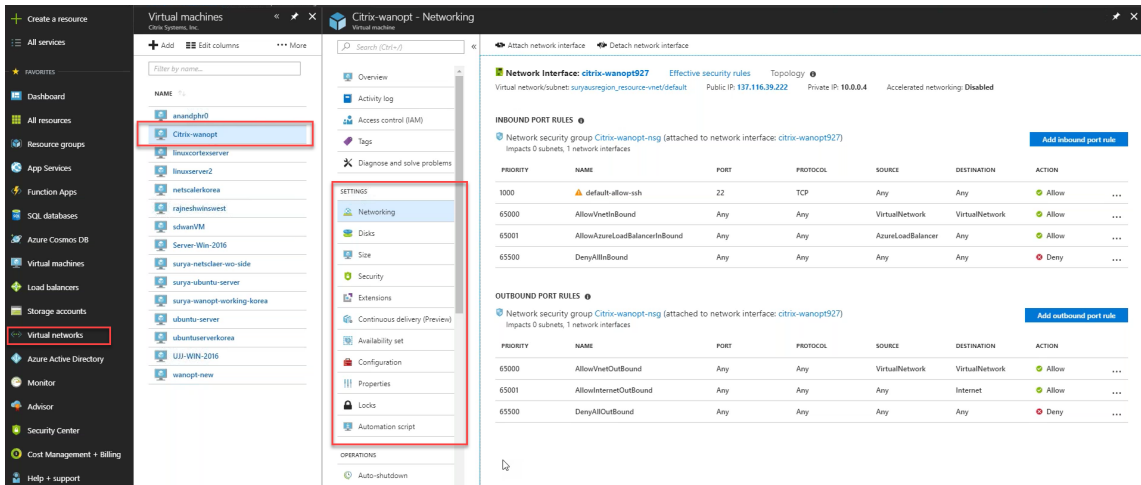 Create a resource
All services
FAVORITES
Dashboard
All resources
Resource groups
App Services
Function Apps
SQL databases
Azure Cosmos DB
Virtual machines
Load balancers
Storage accounts
Virtual networks
Azure Active Directory
Monitor
Advisor
Security Center
Cost Management + Billing
Help + support
Virtual machines
Citrix Systems, Inc.
Add Edit columns ••• More
Filter by name...
NAME
anandphr0
Citrix-wanopt
linuxcortexserver
linuxserver2
netscalerkorea
rajneshwinswest
sdwanVM
Server-Win-2016
surya-netsclaer-wo-side
surya-ubuntu-server
surya-wanopt-working-korea
ubuntu-server
ubuntuserverkorea
UJJ-WIN-2016
wanopt-new
Citrix-wanopt - Networking
Virtual machine
Search (Ctrl+/)
Overview
Activity log
Access control (IAM)
Tags
Diagnose and solve problems
SETTINGS
Networking
Disks
Size
Security
Extensions
Continuous delivery (Preview)
Availability set
Configuration
Properties
Locks
Automation script
OPERATIONS
Auto-shutdown
Attach network interface Detach network interface
Network Interface: citrix-wanopt927 Effective security rules Topology
Virtual network/subnet: suryausregion_resource-vnet/default Public IP: 137.116.39.222 Private IP: 10.0.0.4 Accelerated networking: Disabled
INBOUND PORT RULES
Network security group Citrix-wanopt-nsg (attached to network interface: citrix-wanopt927)
Impacts 0 subnets, 1 network interfaces
Add inbound port rule
PRIORITY NAME PORT PROTOCOL SOURCE DESTINATION ACTION
1000 default-allow-ssh 22 TCP Any Any Allow ...
65000 AllowVnetInBound Any Any VirtualNetwork VirtualNetwork Allow ...
65001 AllowAzureLoadBalancerInBound Any Any AzureLoadBalancer Any Allow ...
65500 DenyAllInBound Any Any Any Any Deny ...
OUTBOUND PORT RULES
Network security group Citrix-wanopt-nsg (attached to network interface: citrix-wanopt927)
Impacts 0 subnets, 1 network interfaces
Add outbound port rule
PRIORITY NAME PORT PROTOCOL SOURCE DESTINATION ACTION
65000 AllowVnetOutBound Any Any VirtualNetwork VirtualNetwork Allow ...
65001 AllowInternetOutBound Any Any Any Internet Allow ...
65500 DenyAllOutBound Any Any Any Any Deny ...